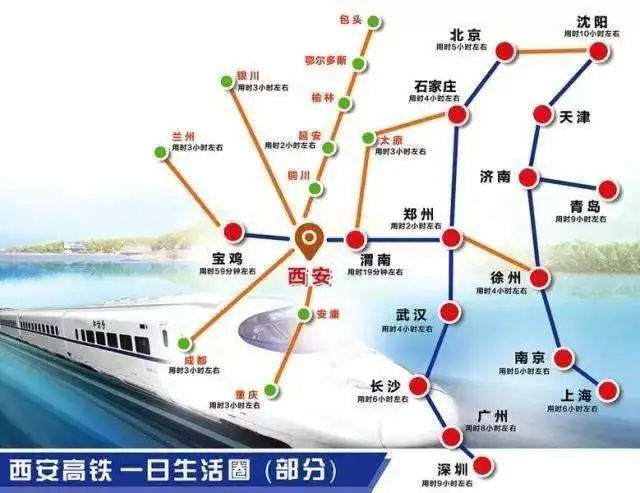 包头
沈阳
用时10小时左右
北京
用时5小时左右
鄂尔多斯
银川
用时3小时左右
榆林
石家庄
用时4小时左右
天津
兰州
用时3小时左右
延安
用时2小时左右
太原
用时3小时左右
铜川
济南
青岛
用时9小时左右
郑州
用时2小时左右
宝鸡
用时59分钟左右
西安
渭南
用时19分钟左右
徐州
用时4小时左右
安康
武汉
用时4小时左右
成都
用时3小时左右
南京
用时5小时左右
重庆
用时3小时左右
长沙
用时6小时左右
上海
用时6小时左右
广州
用时8小时左右
深圳
用时9小时左右
西安高铁 一日生活圈（部分）